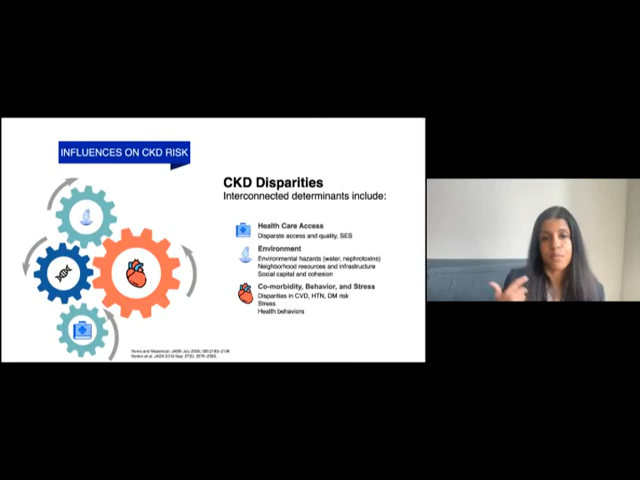 INFLUENCES ON CKD RISK
CKD Disparities
Interconnected determinants include:
Health Care Access
Disparate access and quality, SES
Environment
Environmental hazards (water, nephrotoxins)
Neighborhood resources and infrastructure
Social capital and cohesion
Co-morbidity, Behavior, and Stress
Disparities in CVD, HTN, DM risk
Stress
Health behaviors